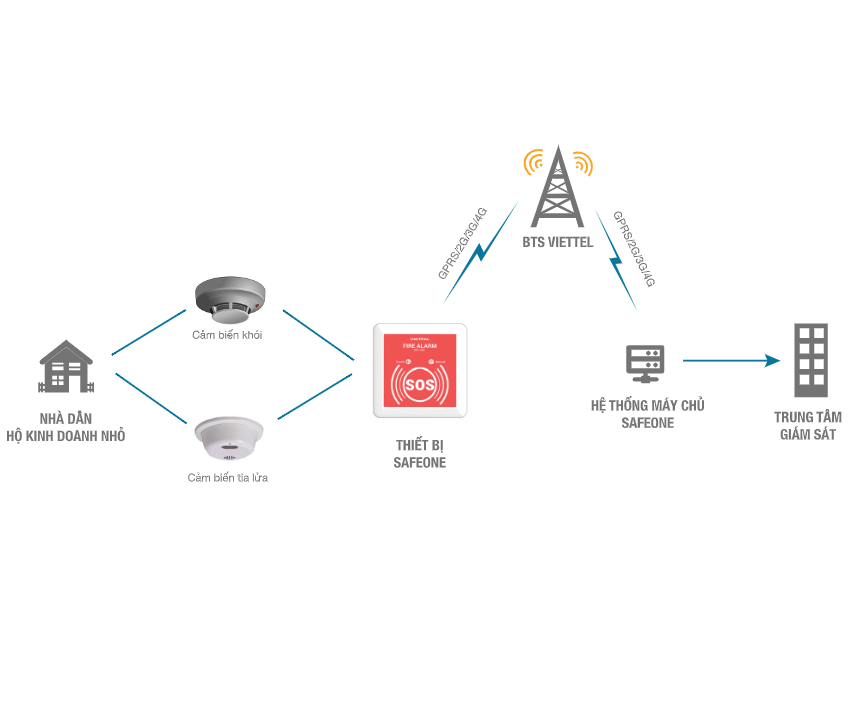 BTS VIETTEL
GPRS/2G/3G/4G
GPRS/2G/3G/4G
Cảm biến khói
viettel
FIRE ALARM
SOS
NHÀ DÂN
HỘ KINH DOANH NHỎ
Cảm biến tia lửa
THIẾT BỊ
SAFEONE
HỆ THỐNG MÁY CHỦ
SAFEONE
TRUNG TÂM
GIÁM SÁT